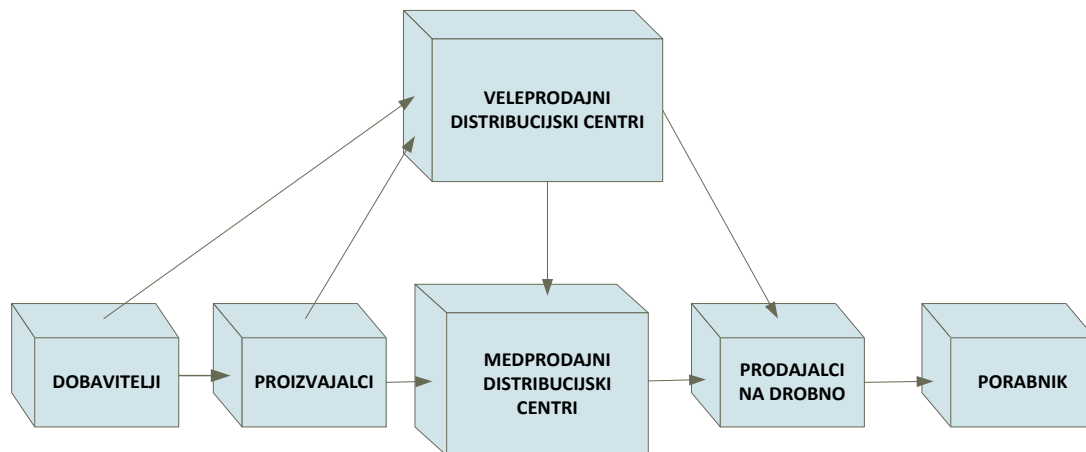 VELEPRODAJNI
DISTRIBUCIJSKI CENTRI
DOBAVITELJI
PROIZVAJALCI
MEDPRODAJNI
DISTRIBUCIJSKI
CENTRI
PRODAJALCI
NA DROBNO
PORABNIK